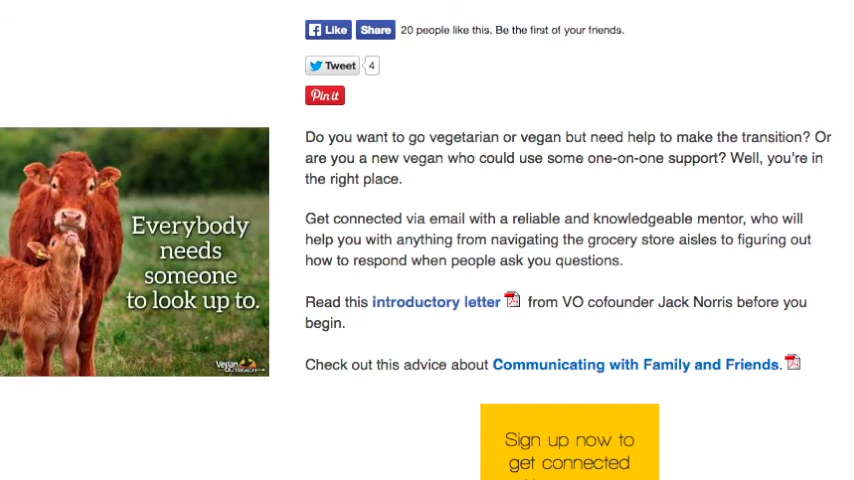 Like Share 20 people like this. Be the first of your friends.
Tweet 4
Pin it
Do you want to go vegetarian or vegan but need help to make the transition? Or
are you a new vegan who could use some one-on-one support? Well, you're in
the right place.
Everybody
needs
someone
to look up to.
Vegan
OUTREACH
Get connected via email with a reliable and knowledgeable mentor, who will
help you with anything from navigating the grocery store aisles to figuring out
how to respond when people ask you questions.
Read this introductory letter from VO cofounder Jack Norris before you
begin.
Check out this advice about Communicating with Family and Friends.
Sign up now to
get connected